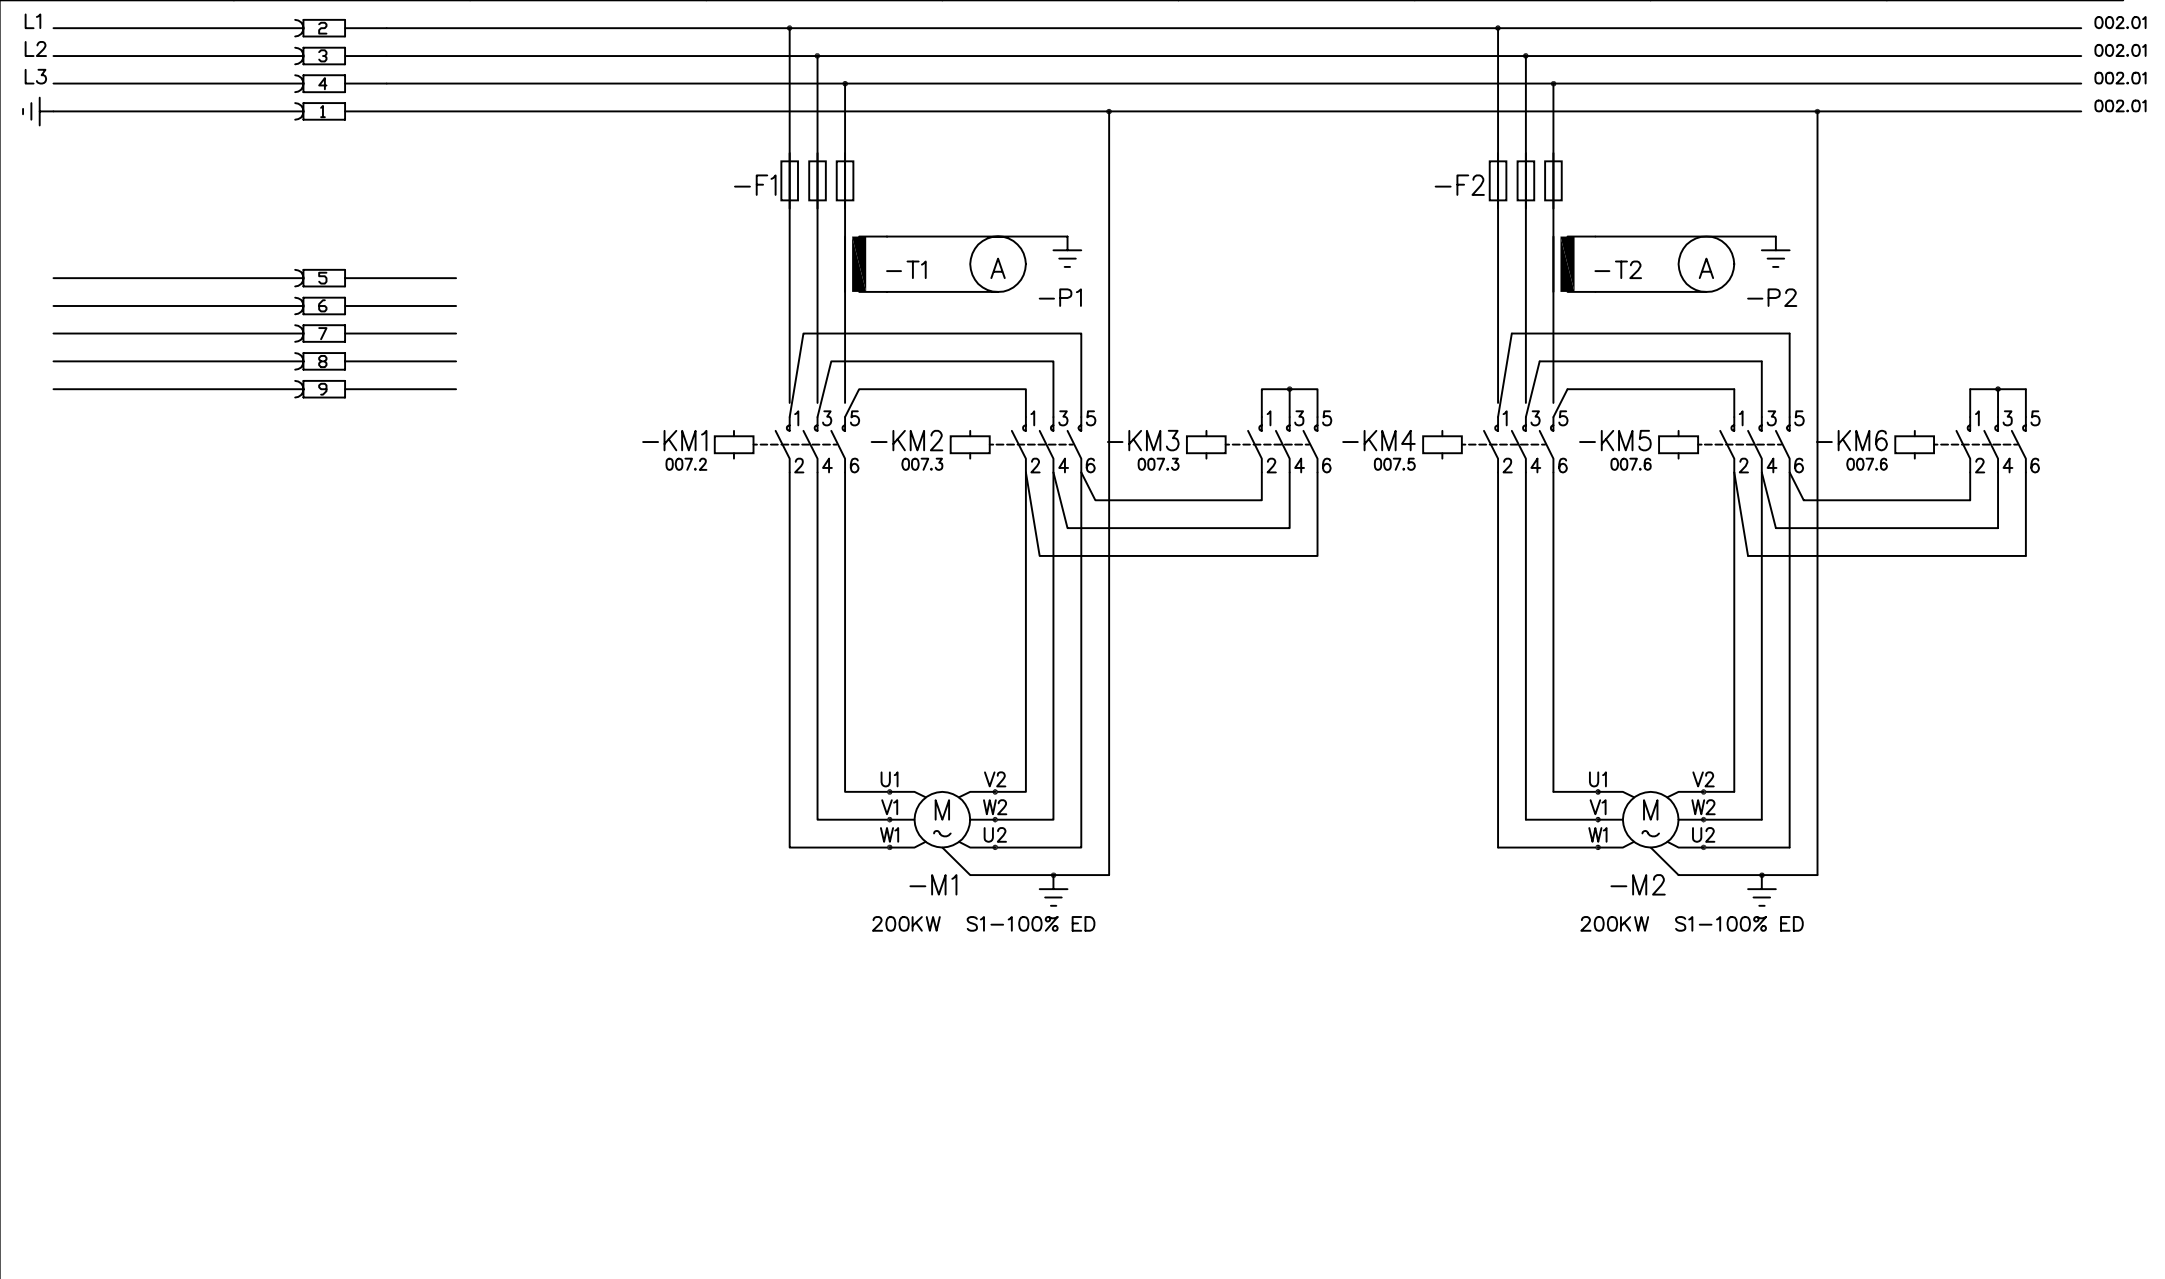 L1 2 002.01
L2 3 002.01
L3 4 002.01
1 002.01
-F1 -F2
-T1 A -T2 A
5
-P1 -P2
6
7
8
9
1 3 5 1 3 5 1 3 5 1 3 5 1 3 5 1 3 5
-KM1 -KM2 -KM3 -KM4 -KM5 -KM6
007.2 2 4 6 007.3 2 4 6 007.3 2 4 6 007.5 2 4 6 007.6 2 4 6 007.6 2 4 6
U1 V2 U1 V2
V1 M W2 V1 M W2
W1 ~ U2 W1 ~ U2
-M1 -M2
200KW S1-100% ED 200KW S1-100% ED